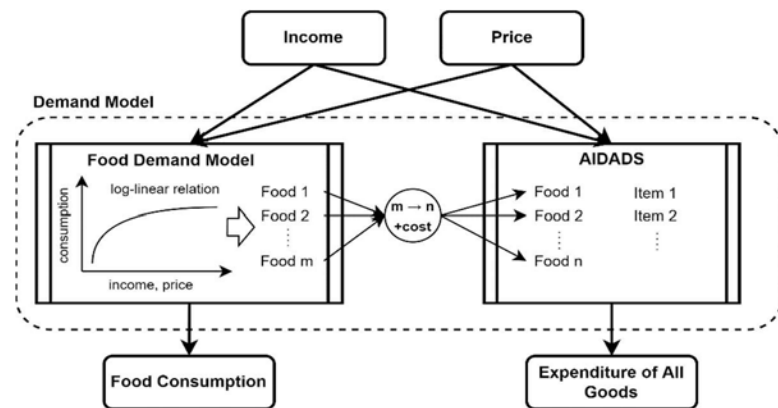 Income
Price
Demand Model
Food Demand Model
log-linear relation
consumption
income, price
Food 1
Food 2
⋮
Food m
m → n
+cost
AIDADS
Food 1
Food 2
⋮
Food n
Item 1
Item 2
⋮
Food Consumption
Expenditure of All
Goods